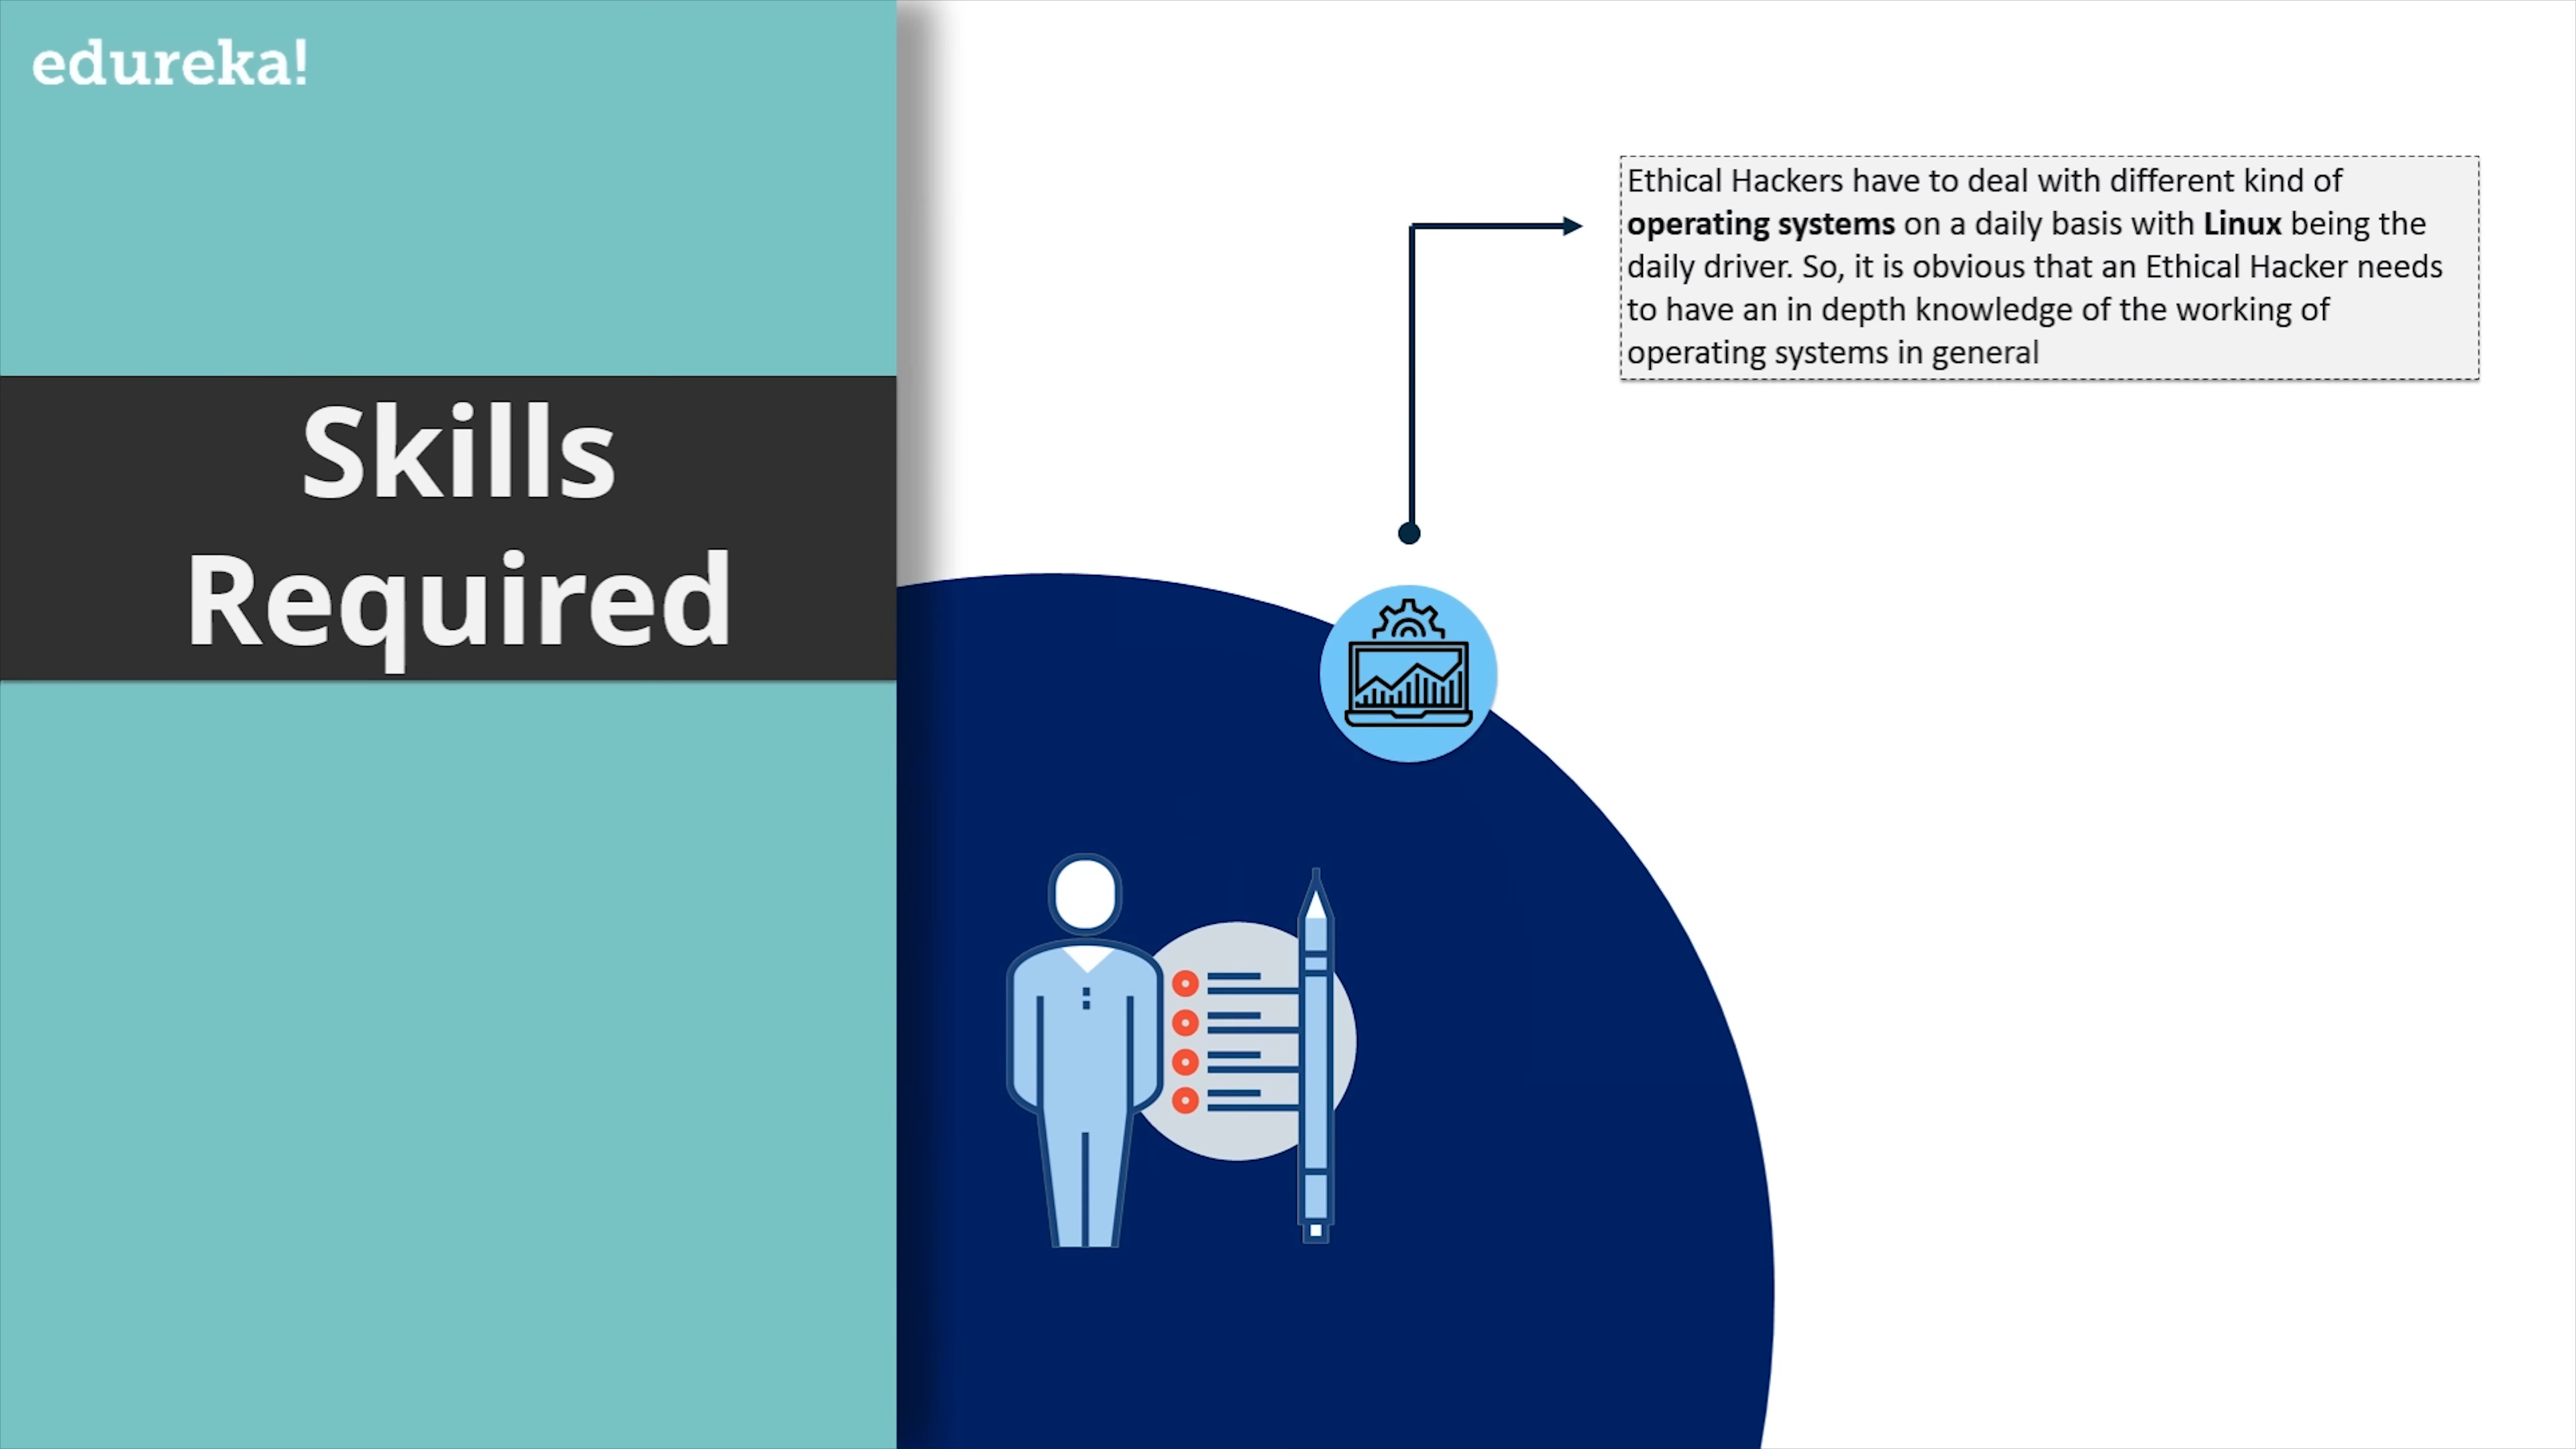 edureka!
Skills
Required
Ethical Hackers have to deal with different kind of
operating systems on a daily basis with Linux being the
daily driver. So, it is obvious that an Ethical Hacker needs
to have an in depth knowledge of the working of
operating systems in general